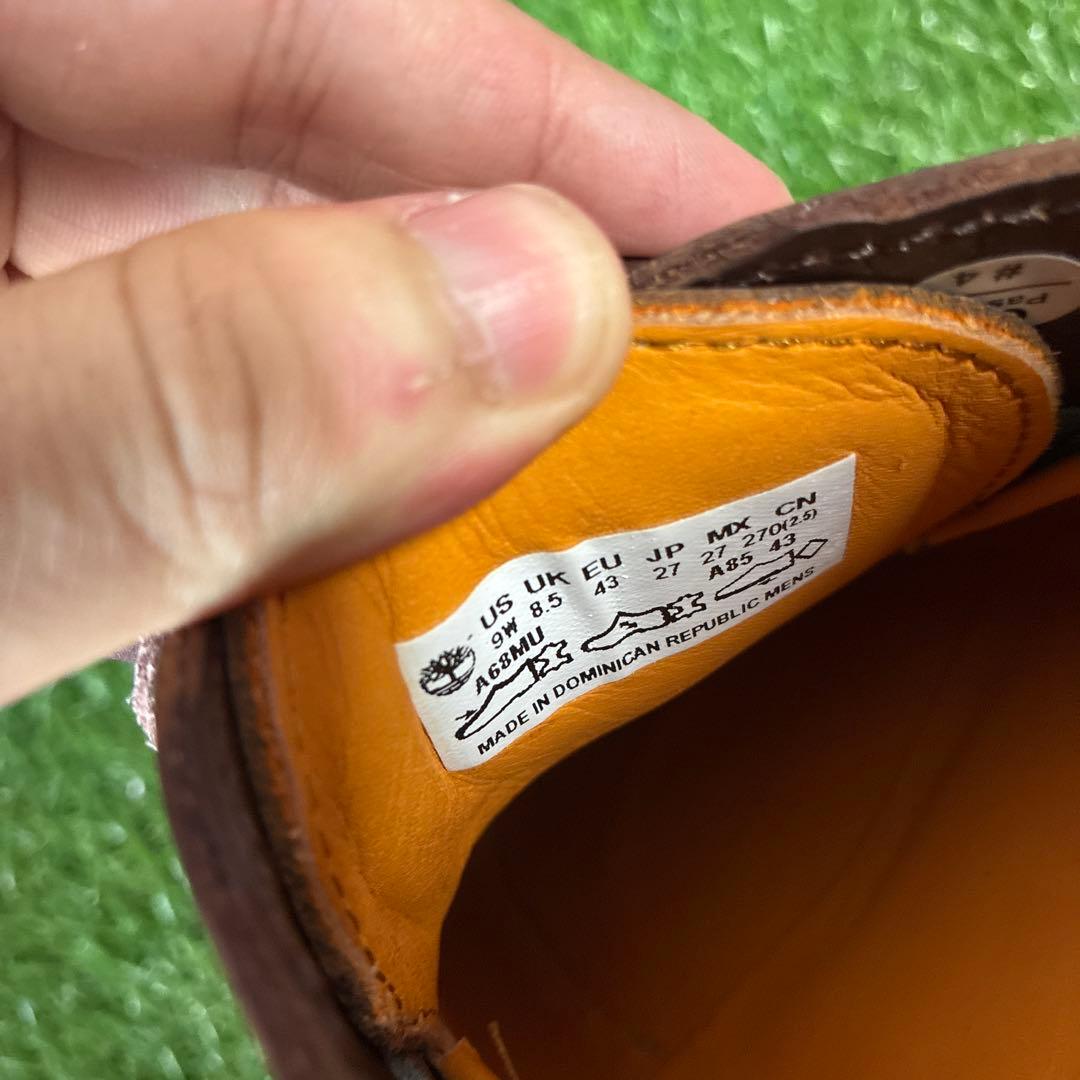 US UK EU JP MX CN
9W 8.5 43 27 27 270(2.5)
A68MU A85 43
MADE IN DOMINICAN REPUBLIC MENS
#4